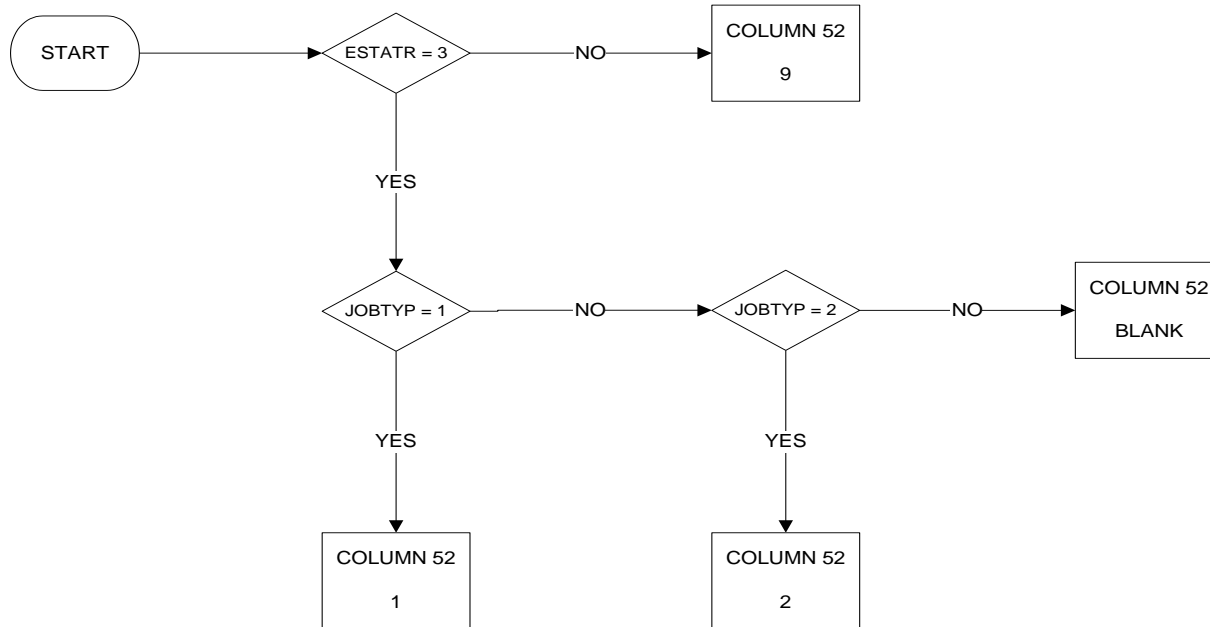 START
ESTATR = 3
NO
COLUMN 52
9
YES
JOBTYP = 1
NO
JOBTYP = 2
NO
COLUMN 52
BLANK
YES
YES
COLUMN 52
1
COLUMN 52
2